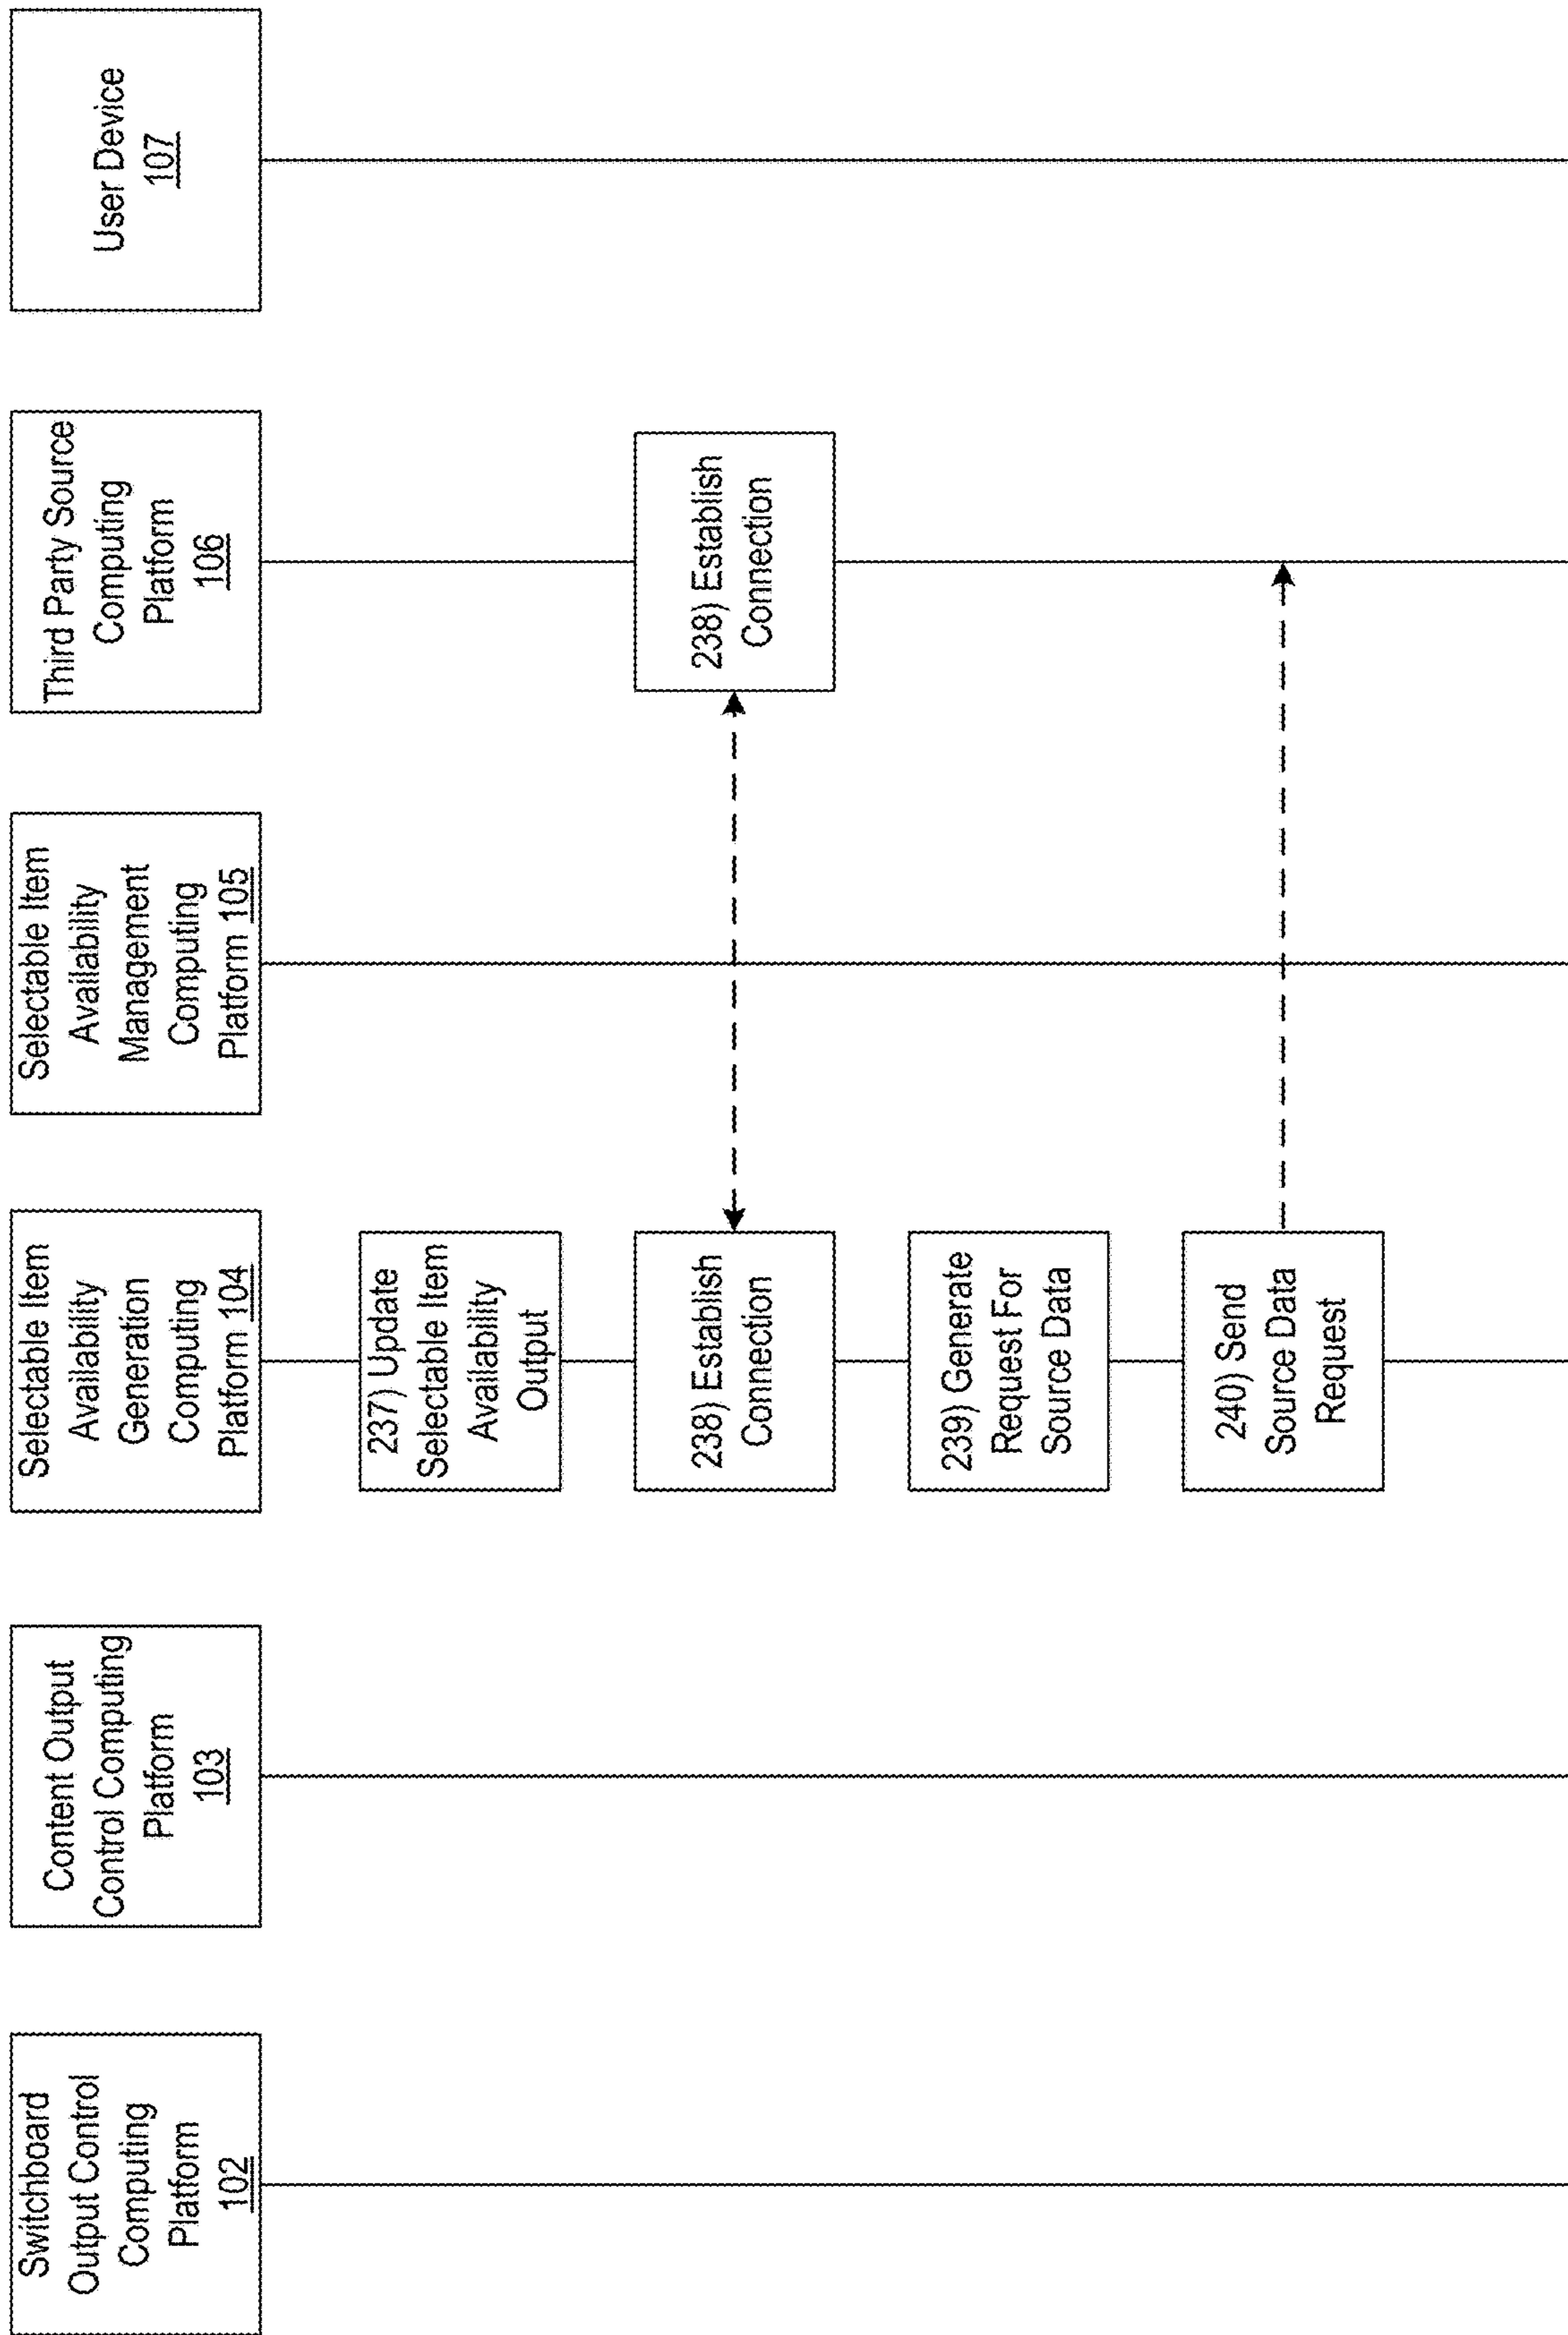 Switchboard
Output Control
Computing
Platform
102
Content Output
Control Computing
Platform
103
Selectable Item
Availability
Generation
Computing
Platform 104
Selectable Item
Availability
Management
Computing
Platform 105
Third Party Source
Computing
Platform
106
User Device
107
237) Update
Selectable Item
Availability
Output
238) Establish
Connection
238) Establish
Connection
239) Generate
Request For
Source Data
240) Send
Source Data
Request